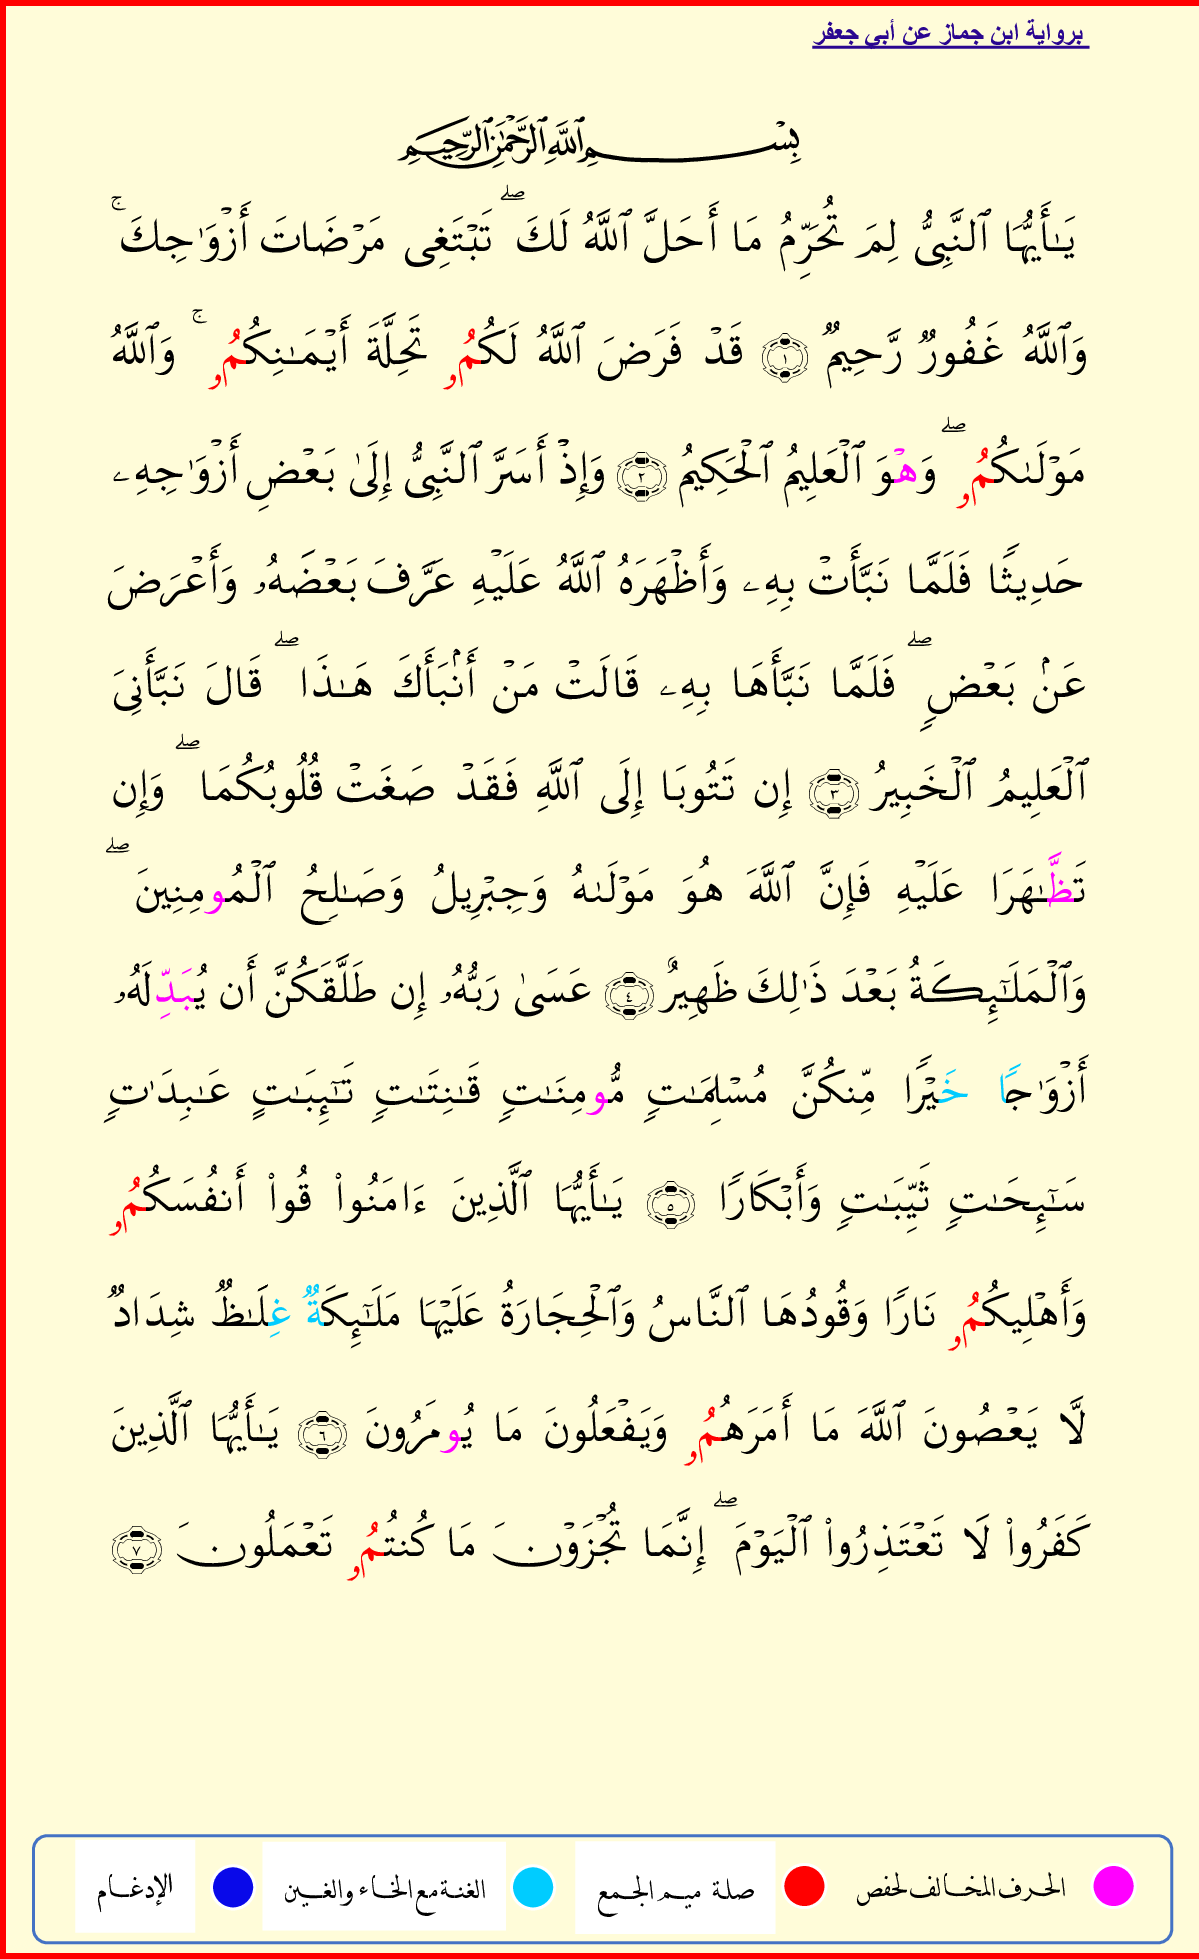 برواية ابن جماز عن أبي جعفر
بِسۡمِ ٱللَّهِ ٱلرَّحۡمَٰنِ ٱلرَّحِيمِ
يَـٰٓأَيُّهَا ٱلنَّبِىُّ لِمَ تُحَرِّمُ مَا أَحَلَّ ٱللَّهُ لَكَ ۖ تَبۡتَغِى مَرۡضَاتَ أَزۡوَٰجِكَ ۚ
وَٱللَّهُ غَفُورٌ رَّحِيمٌ ١ قَدۡ فَرَضَ ٱللَّهُ لَكُمُۥ تَحِلَّةَ أَيۡمَـٰنِكُمُۥ ۚ وَٱللَّهُ
مَوۡلَىٰكُمُۥ ۖ وَهۡوَ ٱلۡعَلِيمُ ٱلۡحَكِيمُ ٢ وَإِذۡ أَسَرَّ ٱلنَّبِىُّ إِلَىٰ بَعۡضِ أَزۡوَٰجِهِۦ
حَدِيثًا فَلَمَّا نَبَّأَتۡ بِهِۦ وَأَظۡهَرَهُ ٱللَّهُ عَلَيۡهِ عَرَّفَ بَعۡضَهُۥ وَأَعۡرَضَ
عَنۢ بَعۡضٍ ۖ فَلَمَّا نَبَّأَهَا بِهِۦ قَالَتۡ مَنۡ أَنۢبَأَكَ هَـٰذَا ۖ قَالَ نَبَّأَنِىَ
ٱلۡعَلِيمُ ٱلۡخَبِيرُ ٣ إِن تَتُوبَا إِلَى ٱللَّهِ فَقَدۡ صَغَتۡ قُلُوبُكُمَا ۖ وَإِن
تَظَّـٰهَرَا عَلَيۡهِ فَإِنَّ ٱللَّهَ هُوَ مَوۡلَىٰهُ وَجِبۡرِيلُ وَصَـٰلِحُ ٱلۡمُومِنِينَ ۖ
وَٱلۡمَلَـٰٓئِكَةُ بَعۡدَ ذَٰلِكَ ظَهِيرٌ ٤ عَسَىٰ رَبُّهُۥ إِن طَلَّقَكُنَّ أَن يُبَدِّلَهُۥ
أَزۡوَٰجًا خَيۡرًا مِّنكُنَّ مُسۡلِمَـٰتٍ مُّومِنَـٰتٍ قَـٰنِتَـٰتٍ تَـٰٓئِبَـٰتٍ عَـٰبِدَٰتٍ
سَـٰٓئِحَـٰتٍ ثَيِّبَـٰتٍ وَأَبۡكَارًا ٥ يَـٰٓأَيُّهَا ٱلَّذِينَ ءَامَنُواْ قُواْ أَنفُسَكُمُۥ
وَأَهۡلِيكُمُۥ نَارًا وَقُودُهَا ٱلنَّاسُ وَٱلۡحِجَارَةُ عَلَيۡهَا مَلَـٰٓئِكَةٌ غِلَـٰظٌ شِدَادٌ
لَّا يَعۡصُونَ ٱللَّهَ مَا أَمَرَهُمُۥ وَيَفۡعَلُونَ مَا يُومَرُونَ ٦ يَـٰٓأَيُّهَا ٱلَّذِينَ
كَفَرُواْ لَا تَعۡتَذِرُواْ ٱلۡيَوۡمَ ۖ إِنَّمَا تُجۡزَوۡنَ مَا كُنتُمُۥ تَعۡمَلُونَ ٧
الحرف المخالف لحفص صلة ميم الجمع الغنة مع الخاء والغين الإدغام